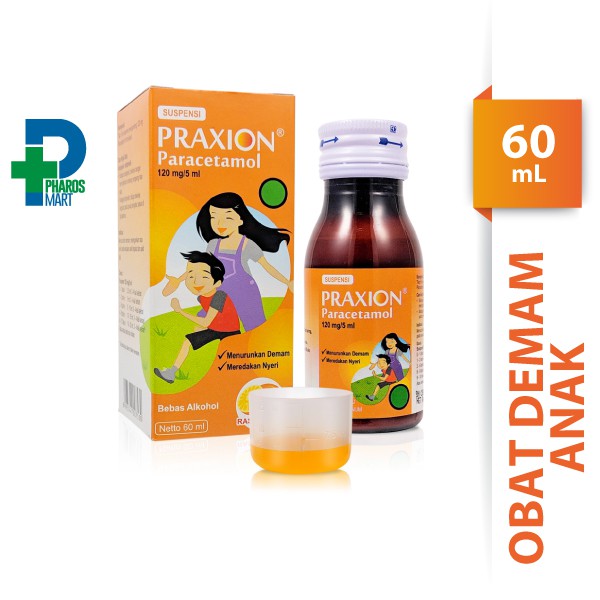 PHAROS
MART
SUSPENSI
PRAXION®
Paracetamol
120 mg/5 ml
Menurunkan Demam
Meredakan Nyeri
Bebas Alkohol
Netto 60 ml
SUSPENSI
PRAXION®
Paracetamol
120 mg/5 ml
Menurunkan Demam
Meredakan Nyeri
60
mL
OBAT DEMAM
ANAK